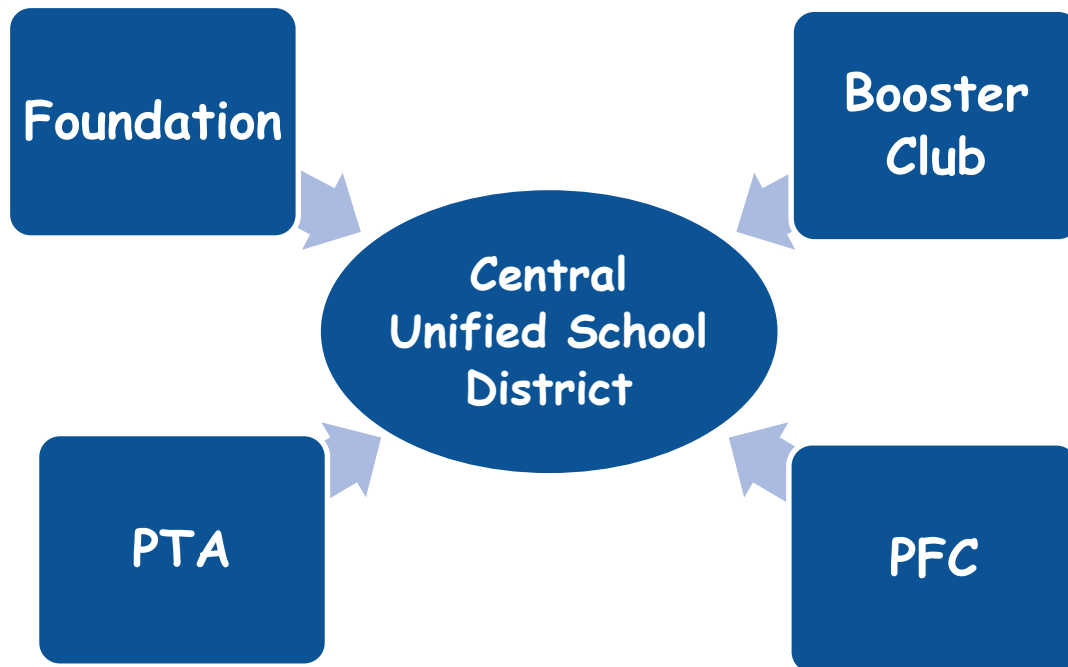 Foundation
Booster
Club
Central
Unified School
District
PTA
PFC